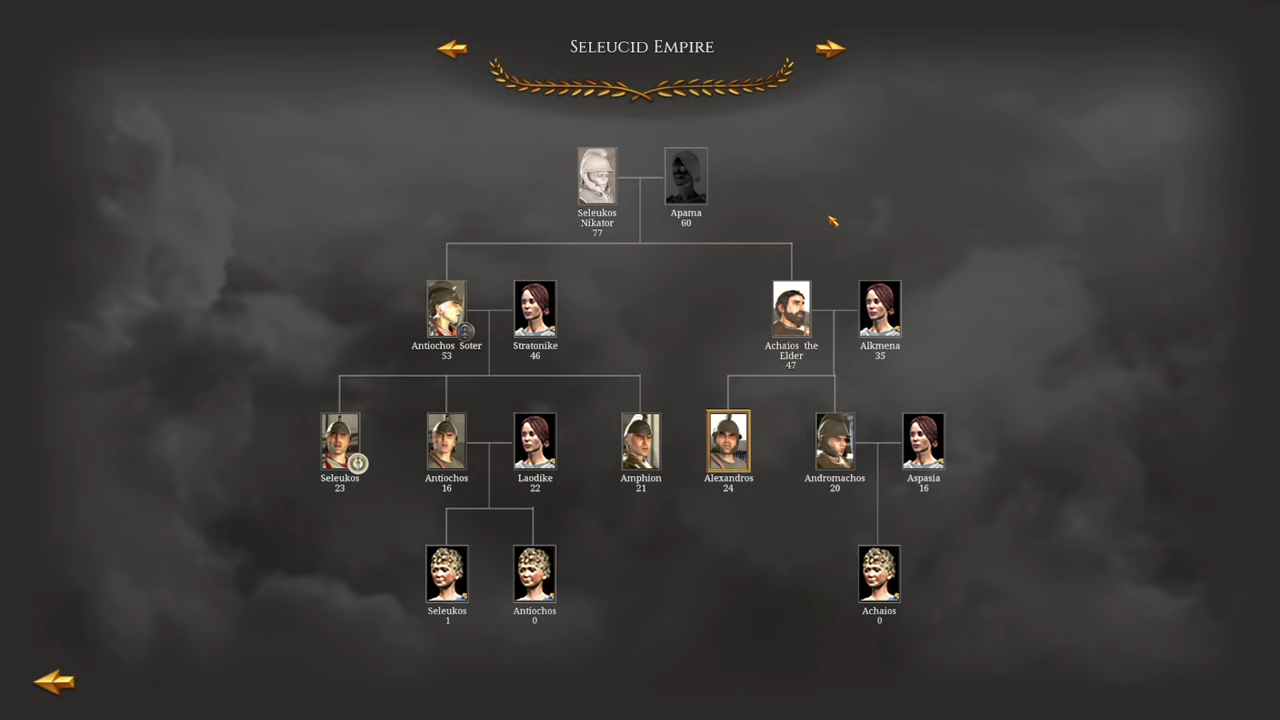 Seleucid Empire
Seleukos
Nikator
77
Apama
60
Antiochos Soter
53
Stratonike
46
Achaios the
Elder
47
Alkmena
35
Seleukos
23
Antiochos
16
Laodike
22
Amphion
21
Alexandros
24
Andromachos
20
Aspasia
16
Seleukos
1
Antiochos
0
Achaios
0